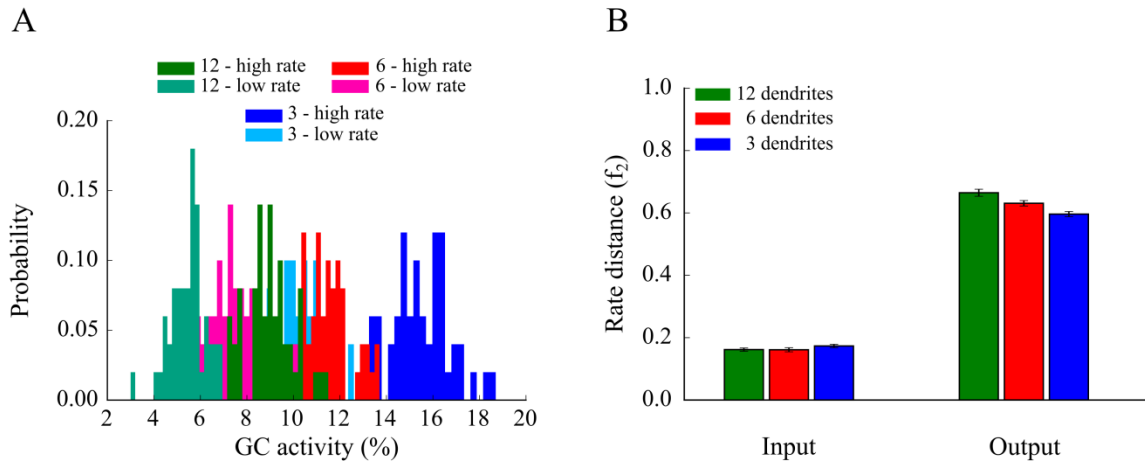 A
12 - high rate
12 - low rate
6 - high rate
6 - low rate
3 - high rate
3 - low rate
0.20
0.15
0.10
0.05
0.00
Probability
2 4 6 8 10 12 14 16 18 20
GC activity (%)
B
12 dendrites
6 dendrites
3 dendrites
1.0
0.8
0.6
0.4
0.2
0.0
Rate distance (f₂)
Input Output